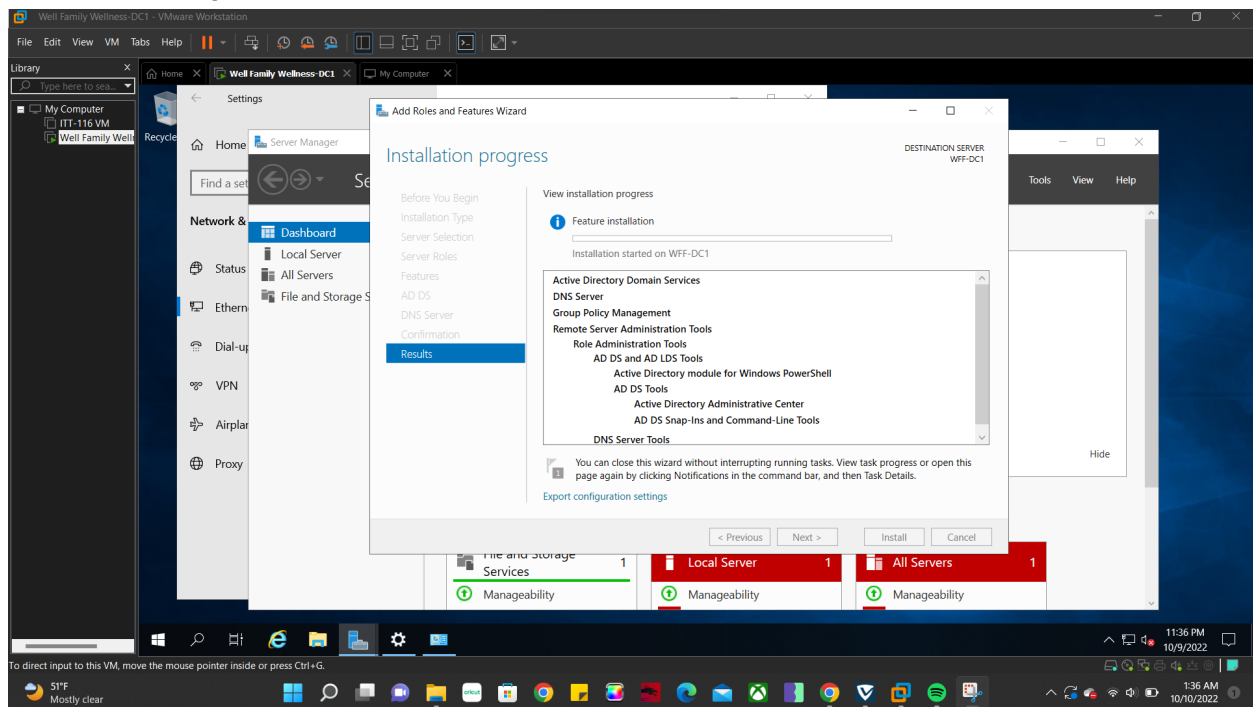 Well Family Wellness-DC1 - VMware Workstation
File Edit View VM Tabs Help
Library
Type here to sea...
Home
Well Family Wellness-DC1
My Computer
My Computer
ITT-116 VM
Well Family Welln
Recycle
Settings
Home
Find a set
Network &
Status
Ethern
Dial-up
VPN
Airplan
Proxy
Server Manager
Se
Tools View Help
Dashboard
Local Server
All Servers
File and Storage S
Add Roles and Features Wizard
Installation progress
DESTINATION SERVER
WFF-DC1
Before You Begin
Installation Type
Server Selection
Server Roles
Features
AD DS
DNS Server
Confirmation
Results
View installation progress
Feature installation
Installation started on WFF-DC1
Active Directory Domain Services
DNS Server
Group Policy Management
Remote Server Administration Tools
Role Administration Tools
AD DS and AD LDS Tools
Active Directory module for Windows PowerShell
AD DS Tools
Active Directory Administrative Center
AD DS Snap-Ins and Command-Line Tools
DNS Server Tools
1
You can close this wizard without interrupting running tasks. View task progress or open this
page again by clicking Notifications in the command bar, and then Task Details.
Export configuration settings
< Previous Next > Install Cancel
Hide
File and Storage
Services
1
Manageability
Local Server 1
Manageability
All Servers 1
Manageability
11:36 PM
10/9/2022
To direct input to this VM, move the mouse pointer inside or press Ctrl+G.
51°F
Mostly clear
cricut
1:36 AM
10/10/2022
1